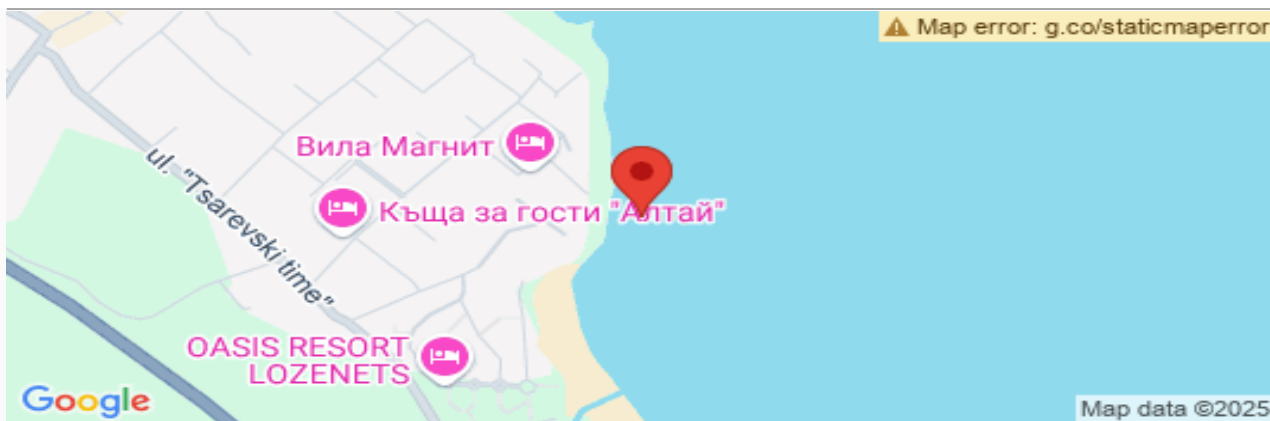 Map error: g.co/staticmaperror
Вила Магнит
ul. "Tsarevski time"
Къща за гости "Алтай"
OASIS RESORT
LOZENETS
Google
Map data ©2025